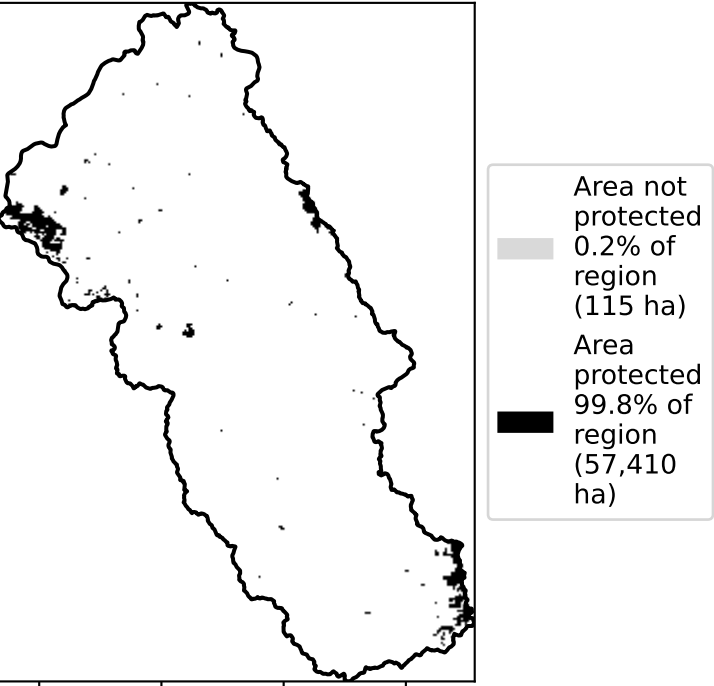 Area not
protected
0.2% of
region
(115 ha)
Area
protected
99.8% of
region
(57,410
ha)